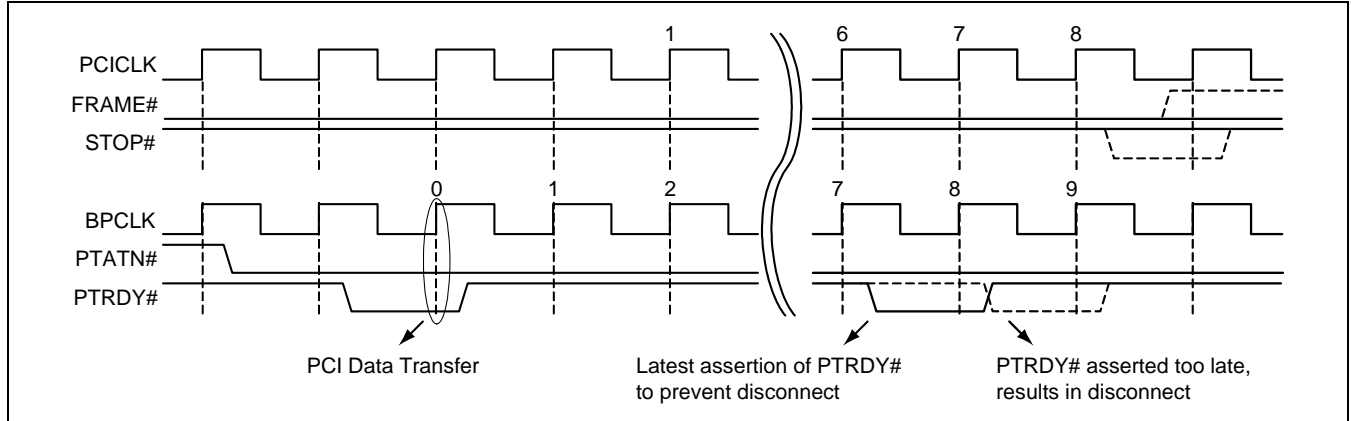 1 6 7 8
PCICLK
FRAME#
STOP#
0 1 2 7 8 9
BPCLK
PTATN#
PTRDY#
PCI Data Transfer
Latest assertion of PTRDY#
to prevent disconnect
PTRDY# asserted too late,
results in disconnect